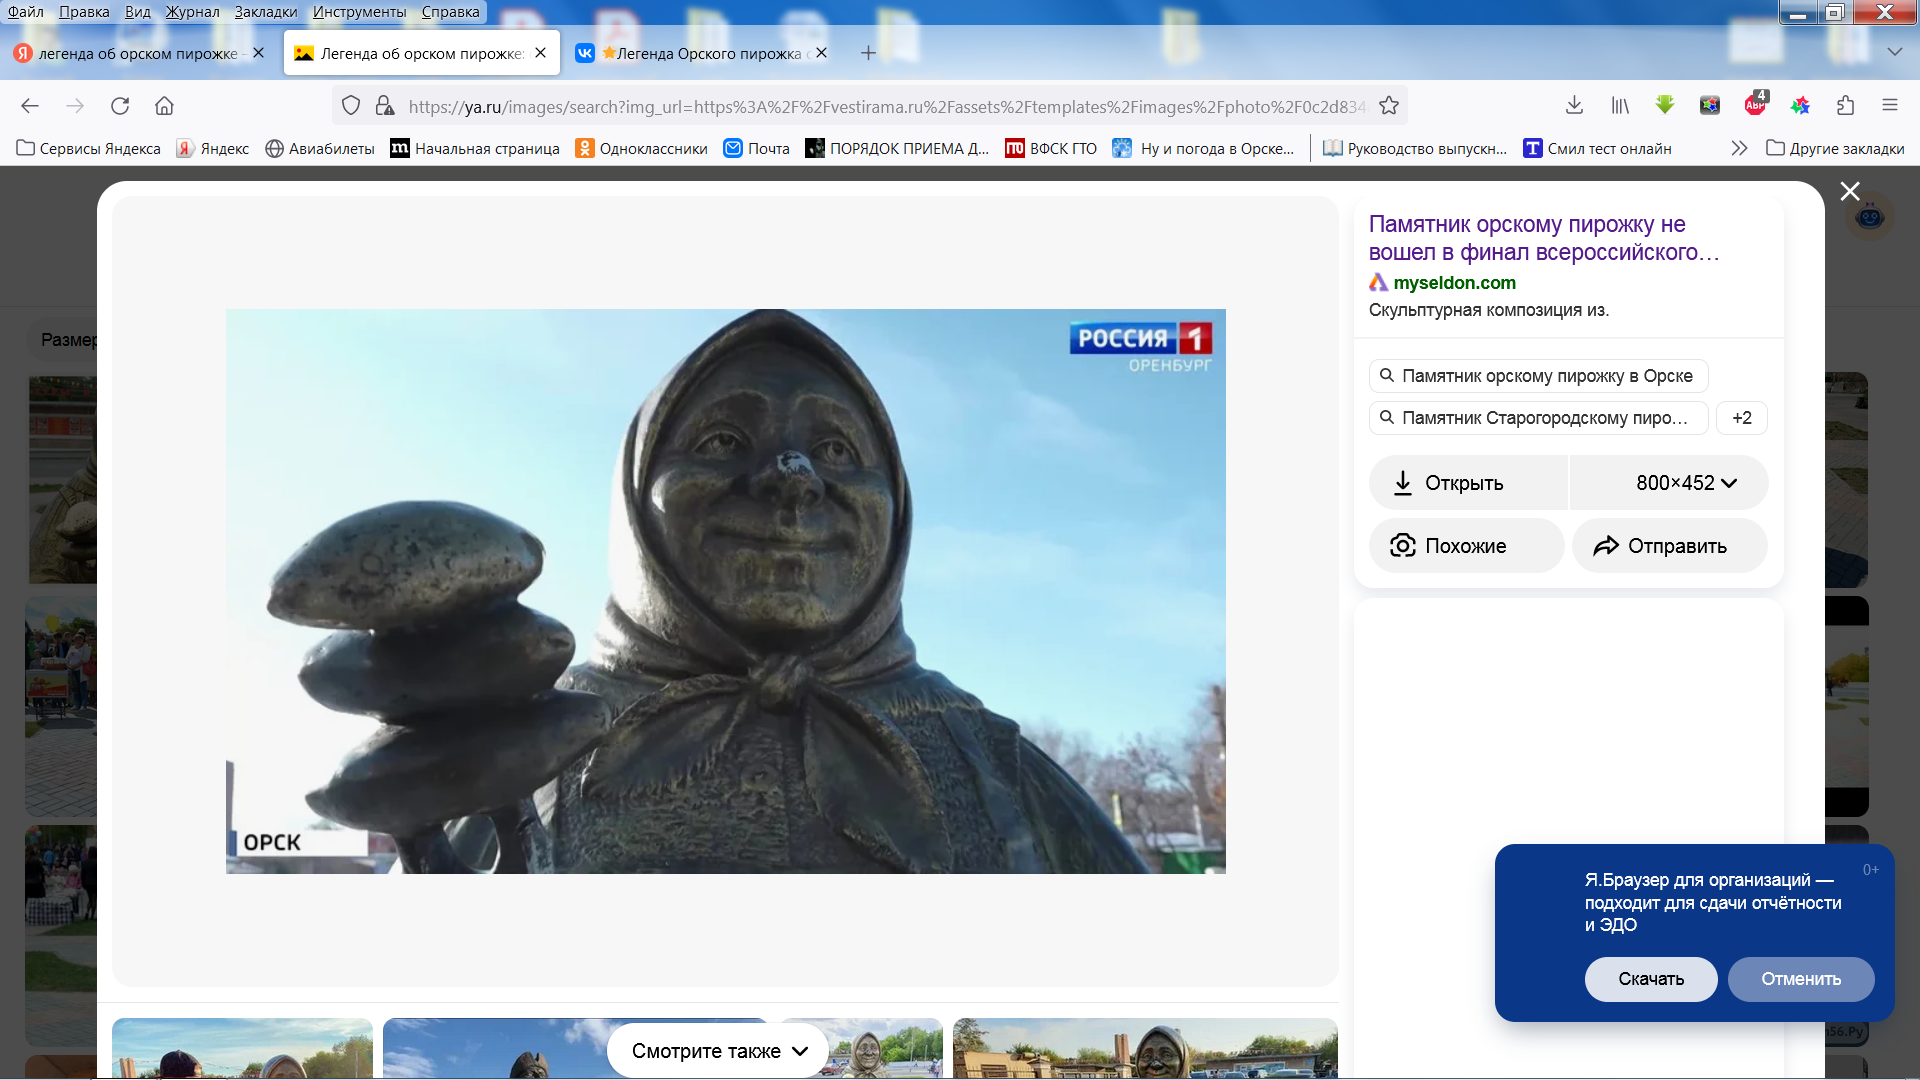 Файл Правка Вид Журнал Закладки Инструменты Справка
легенда об орском пирожке —
Легенда об орском пирожке:
Легенда Орского пирожка
https://ya.ru/images/search?img_url=https%3A%2F%2Fvestirama.ru%2Fassets%2Ftemplates%2Fimages%2Fphoto%2F0c2d834
4
ABP
Сервисы Яндекса
Яндекс
Авиабилеты
Начальная страница
Одноклассники
Почта
ПОРЯДОК ПРИЕМА Д...
ВФСК ГТО
Ну и погода в Орске...
Руководство выпускн...
Смил тест онлайн
Другие закладки
Размер
РОССИЯ 1
ОРЕНБУРГ
ОРСК
Памятник орскому пирожку не
вошел в финал всероссийского...
myseldon.com
Скульптурная композиция из.
Памятник орскому пирожку в Орске
Памятник Старогородскому пиро...
+2
Открыть
800×452
Похожие
Отправить
0+
Я.Браузер для организаций —
подходит для сдачи отчётности
и ЭДО
Скачать
Отменить
56.Ру
Смотрите также